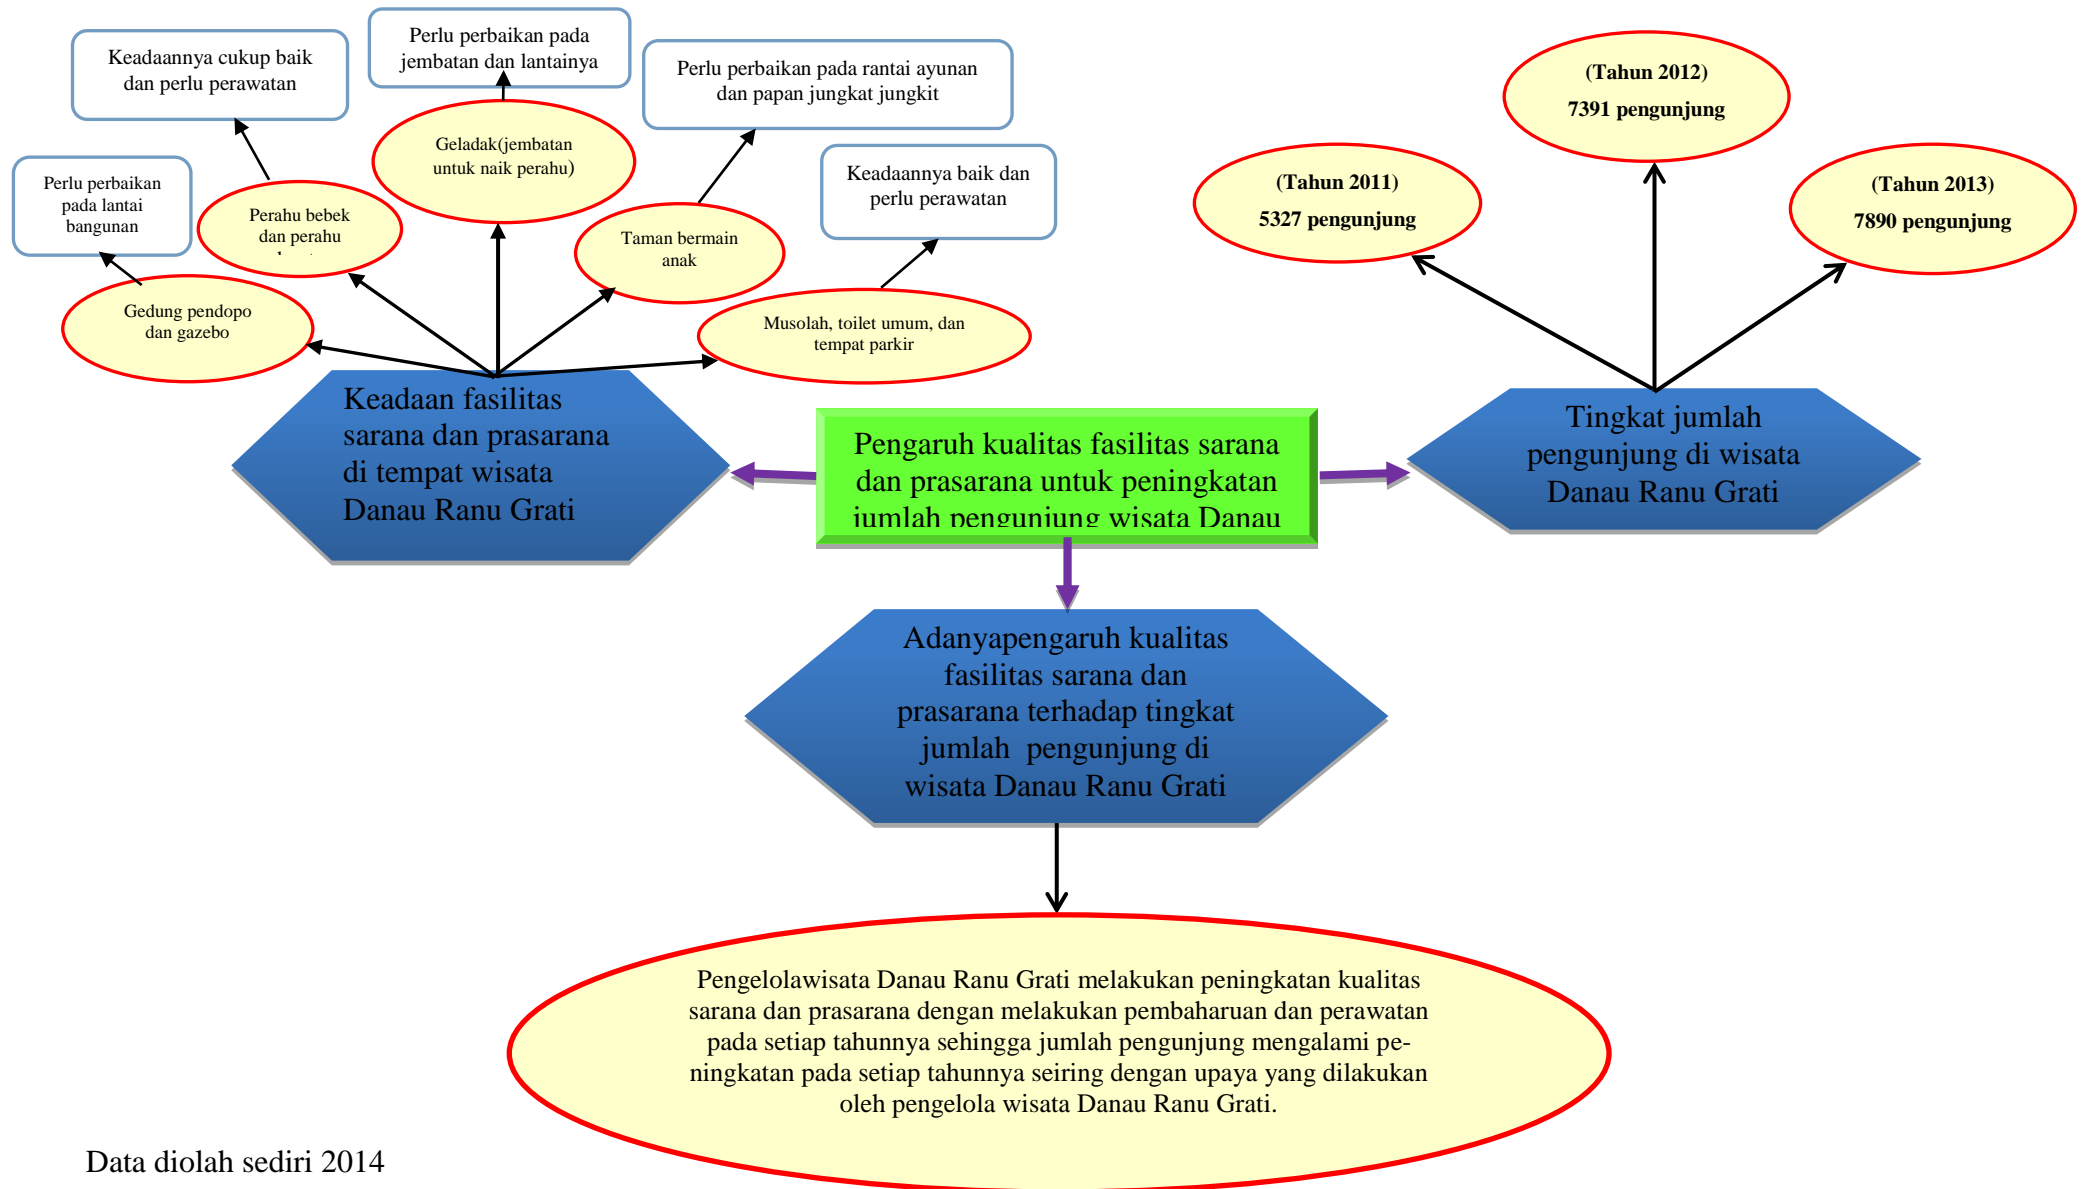 Perlu perbaikan pada
jembatan dan lantainya
Keadaannya cukup baik
dan perlu perawatan
Perlu perbaikan pada rantai ayunan
dan papan jungkat jungkit
Perlu perbaikan
pada lantai
bangunan
Keadaannya baik dan
perlu perawatan
Geladak(jembatan
untuk naik perahu)
Perahu bebek
dan perahu
Taman bermain
anak
Gedung pendopo
dan gazebo
Musolah, toilet umum, dan
tempat parkir
(Tahun 2012)
7391 pengunjung
(Tahun 2011)
5327 pengunjung
(Tahun 2013)
7890 pengunjung
Keadaan fasilitas
sarana dan prasarana
di tempat wisata
Danau Ranu Grati
Pengaruh kualitas fasilitas sarana
dan prasarana untuk peningkatan
jumlah pengunjung wisata Danau
Tingkat jumlah
pengunjung di wisata
Danau Ranu Grati
Adanyapengaruh kualitas
fasilitas sarana dan
prasarana terhadap tingkat
jumlah  pengunjung di
wisata Danau Ranu Grati
Pengelolawisata Danau Ranu Grati melakukan peningkatan kualitas
sarana dan prasarana dengan melakukan pembaharuan dan perawatan
pada setiap tahunnya sehingga jumlah pengunjung mengalami pe-
ningkatan pada setiap tahunnya seiring dengan upaya yang dilakukan
oleh pengelola wisata Danau Ranu Grati.
Data diolah sediri 2014